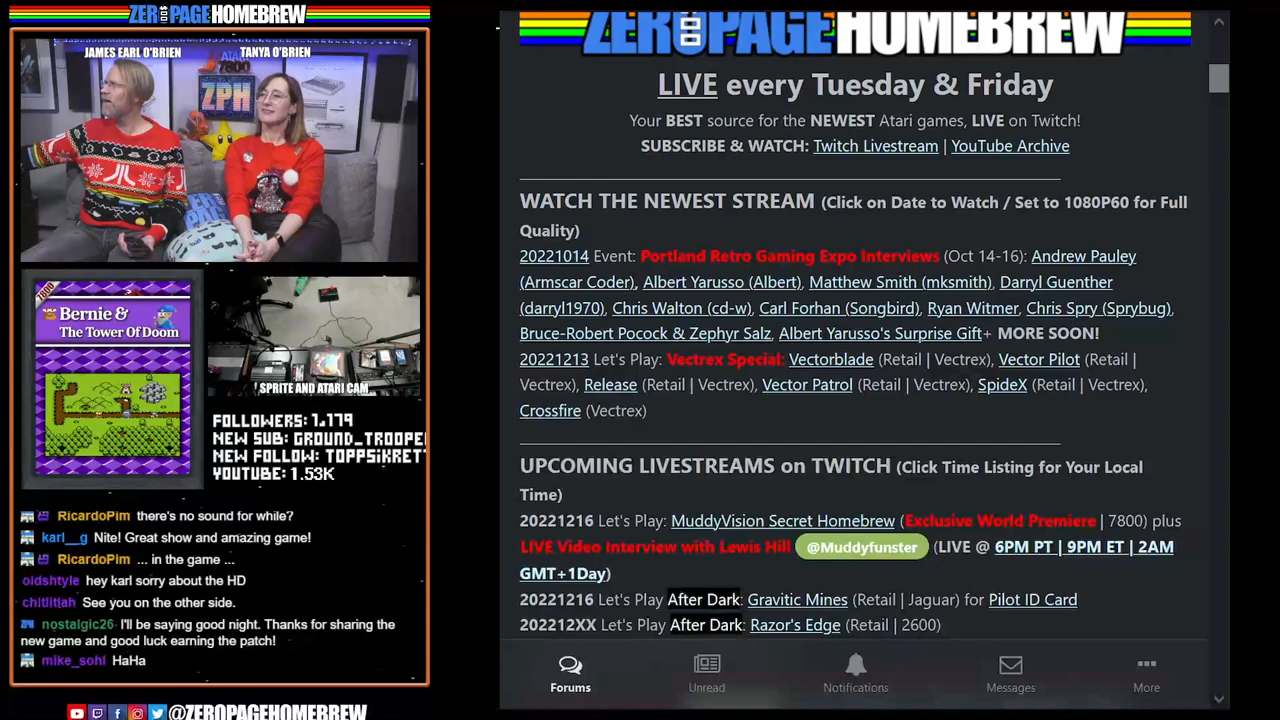 ZEROPAGE HOMEBREW
JAMES EARL O'BRIEN
TANYA O'BRIEN
ATARI
7800
ZPH
7800
Bernie &
The Tower Of Doom
SPRITE AND ATARI CAM
FOLLOWERS: 1,179
NEW SUB: GROUND_TROOPER
NEW FOLLOW: TOPPSIKRETT
YOUTUBE: 1.53K
RicardoPim there's no sound for while?
karl__g Nite! Great show and amazing game!
RicardoPim ... in the game ...
oldshtyle hey karl sorry about the HD
chitlitlah See you on the other side.
nostalgic26 I'll be saying good night. Thanks for sharing the
new game and good luck earning the patch!
mike_sohl HaHa
@ZEROPAGEHOMEBREW
ZEROPAGEHOMEBREW
LIVE every Tuesday & Friday
Your BEST source for the NEWEST Atari games, LIVE on Twitch!
SUBSCRIBE & WATCH: Twitch Livestream | YouTube Archive
WATCH THE NEWEST STREAM (Click on Date to Watch / Set to 1080P60 for Full
Quality)
20221014 Event: Portland Retro Gaming Expo Interviews (Oct 14-16): Andrew Pauley
(Armscar Coder), Albert Yarusso (Albert), Matthew Smith (mksmith), Darryl Guenther
(darryl1970), Chris Walton (cd-w), Carl Forhan (Songbird), Ryan Witmer, Chris Spry (Sprybug),
Bruce-Robert Pocock & Zephyr Salz, Albert Yarusso's Surprise Gift+ MORE SOON!
20221213 Let's Play: Vectrex Special: Vectorblade (Retail | Vectrex), Vector Pilot (Retail |
Vectrex), Release (Retail | Vectrex), Vector Patrol (Retail | Vectrex), SpideX (Retail | Vectrex),
Crossfire (Vectrex)
UPCOMING LIVESTREAMS on TWITCH (Click Time Listing for Your Local
Time)
20221216 Let's Play: MuddyVision Secret Homebrew (Exclusive World Premiere | 7800) plus
LIVE Video Interview with Lewis Hill @Muddyfunster (LIVE @ 6PM PT | 9PM ET | 2AM
GMT+1Day)
20221216 Let's Play After Dark: Gravitic Mines (Retail | Jaguar) for Pilot ID Card
202212XX Let's Play After Dark: Razor's Edge (Retail | 2600)
Forums
Unread
Notifications
Messages
More